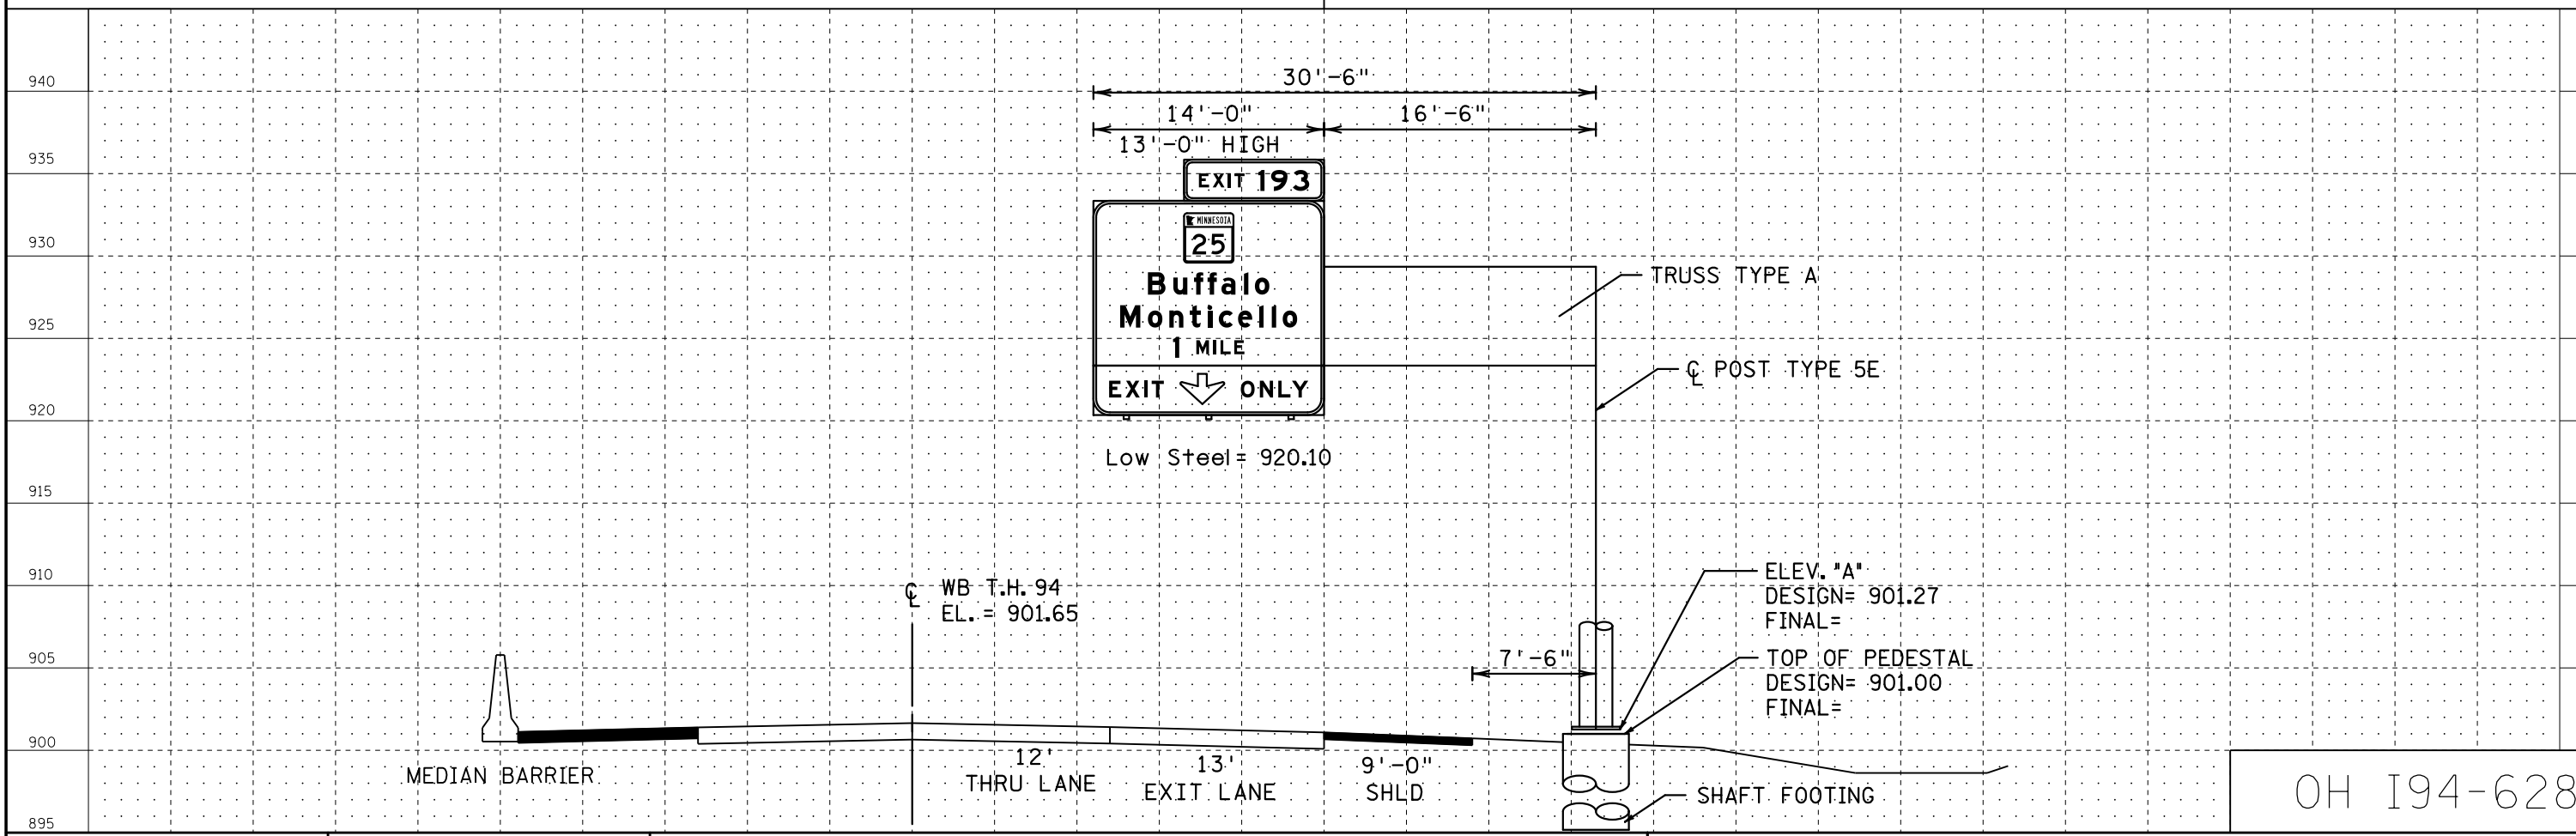 940
935
930
925
920
915
910
905
900
895
30'-6"
14'-0"
16'-6"
13'-0" HIGH
EXIT 193
MINNESOTA
25
Buffalo
Monticello
1 MILE
EXIT ONLY
Low Steel= 920.10
TRUSS TYPE A
℄ POST TYPE 5E
℄ WB T.H. 94
EL. = 901.65
ELEV. "A"
DESIGN= 901.27
FINAL=
7'-6"
TOP OF PEDESTAL
DESIGN= 901.00
FINAL=
MEDIAN BARRIER
12'
THRU LANE
13'
EXIT LANE
9'-0"
SHLD
SHAFT FOOTING
OH I94-628